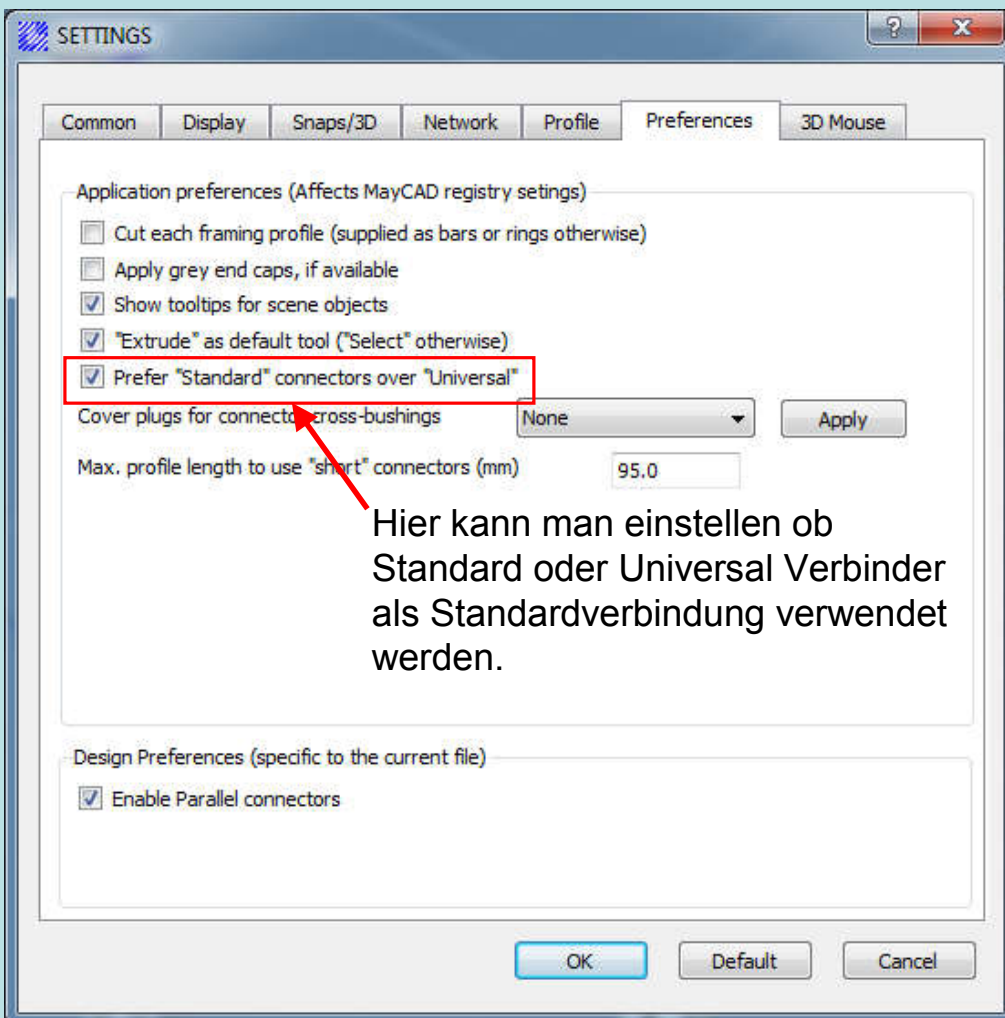 SETTINGS
Common Display Snaps/3D Network Profile Preferences 3D Mouse
Application preferences (Affects MayCAD registry setings)
Cut each framing profile (supplied as bars or rings otherwise)
Apply grey end caps, if available
Show tooltips for scene objects
"Extrude" as default tool ("Select" otherwise)
Prefer "Standard" connectors over "Universal"
Cover plugs for connector cross-bushings None Apply
Max. profile length to use "short" connectors (mm) 95.0
Hier kann man einstellen ob
Standard oder Universal Verbinder
als Standardverbindung verwendet
werden.
Design Preferences (specific to the current file)
Enable Parallel connectors
OK Default Cancel